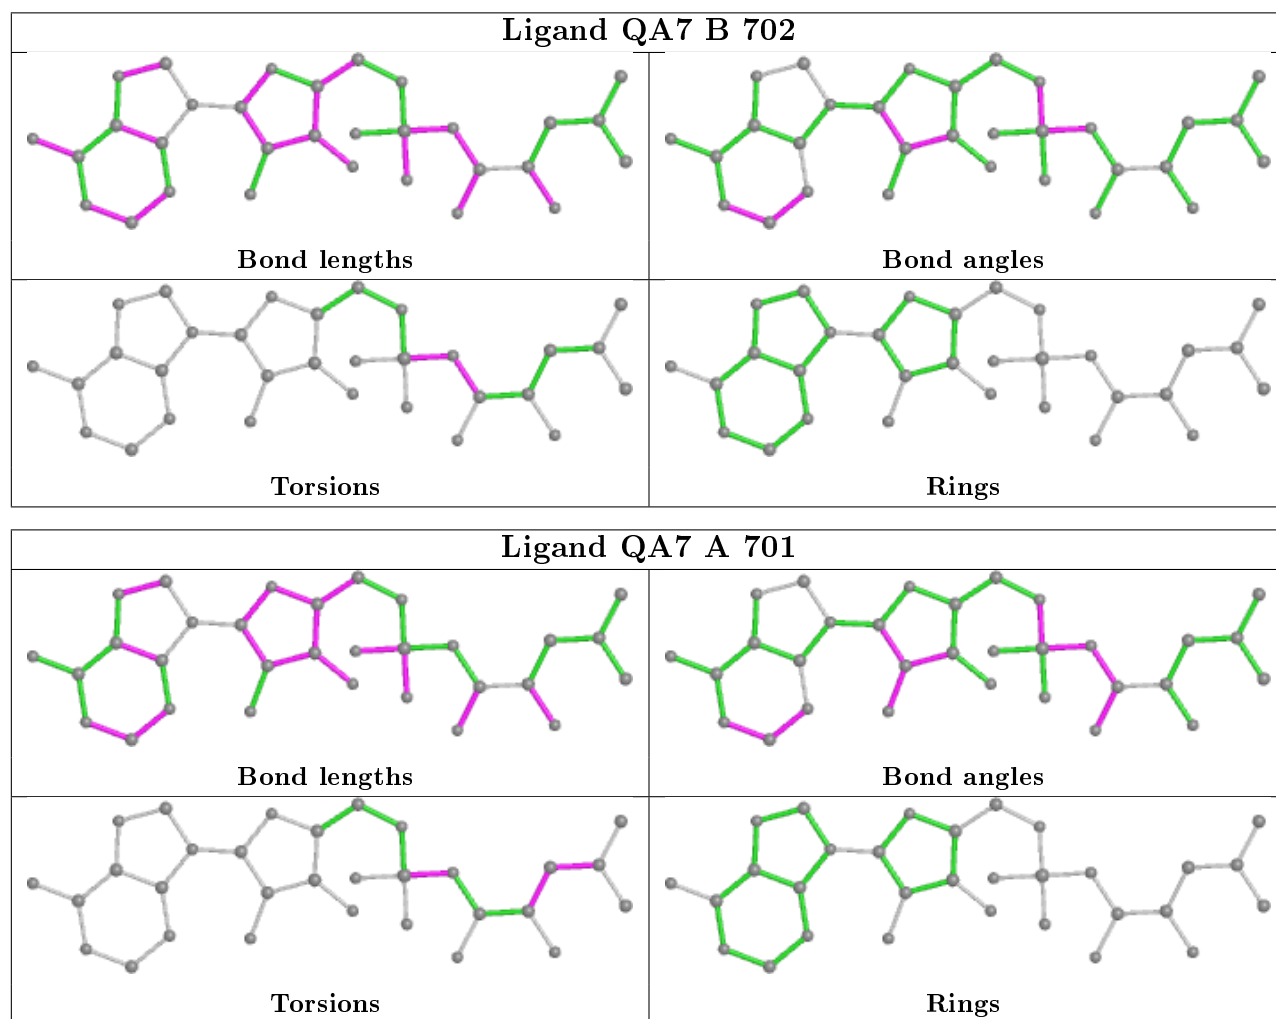 Ligand QA7 B 702
Bond lengths
Bond angles
Torsions
Rings
Ligand QA7 A 701
Bond lengths
Bond angles
Torsions
Rings